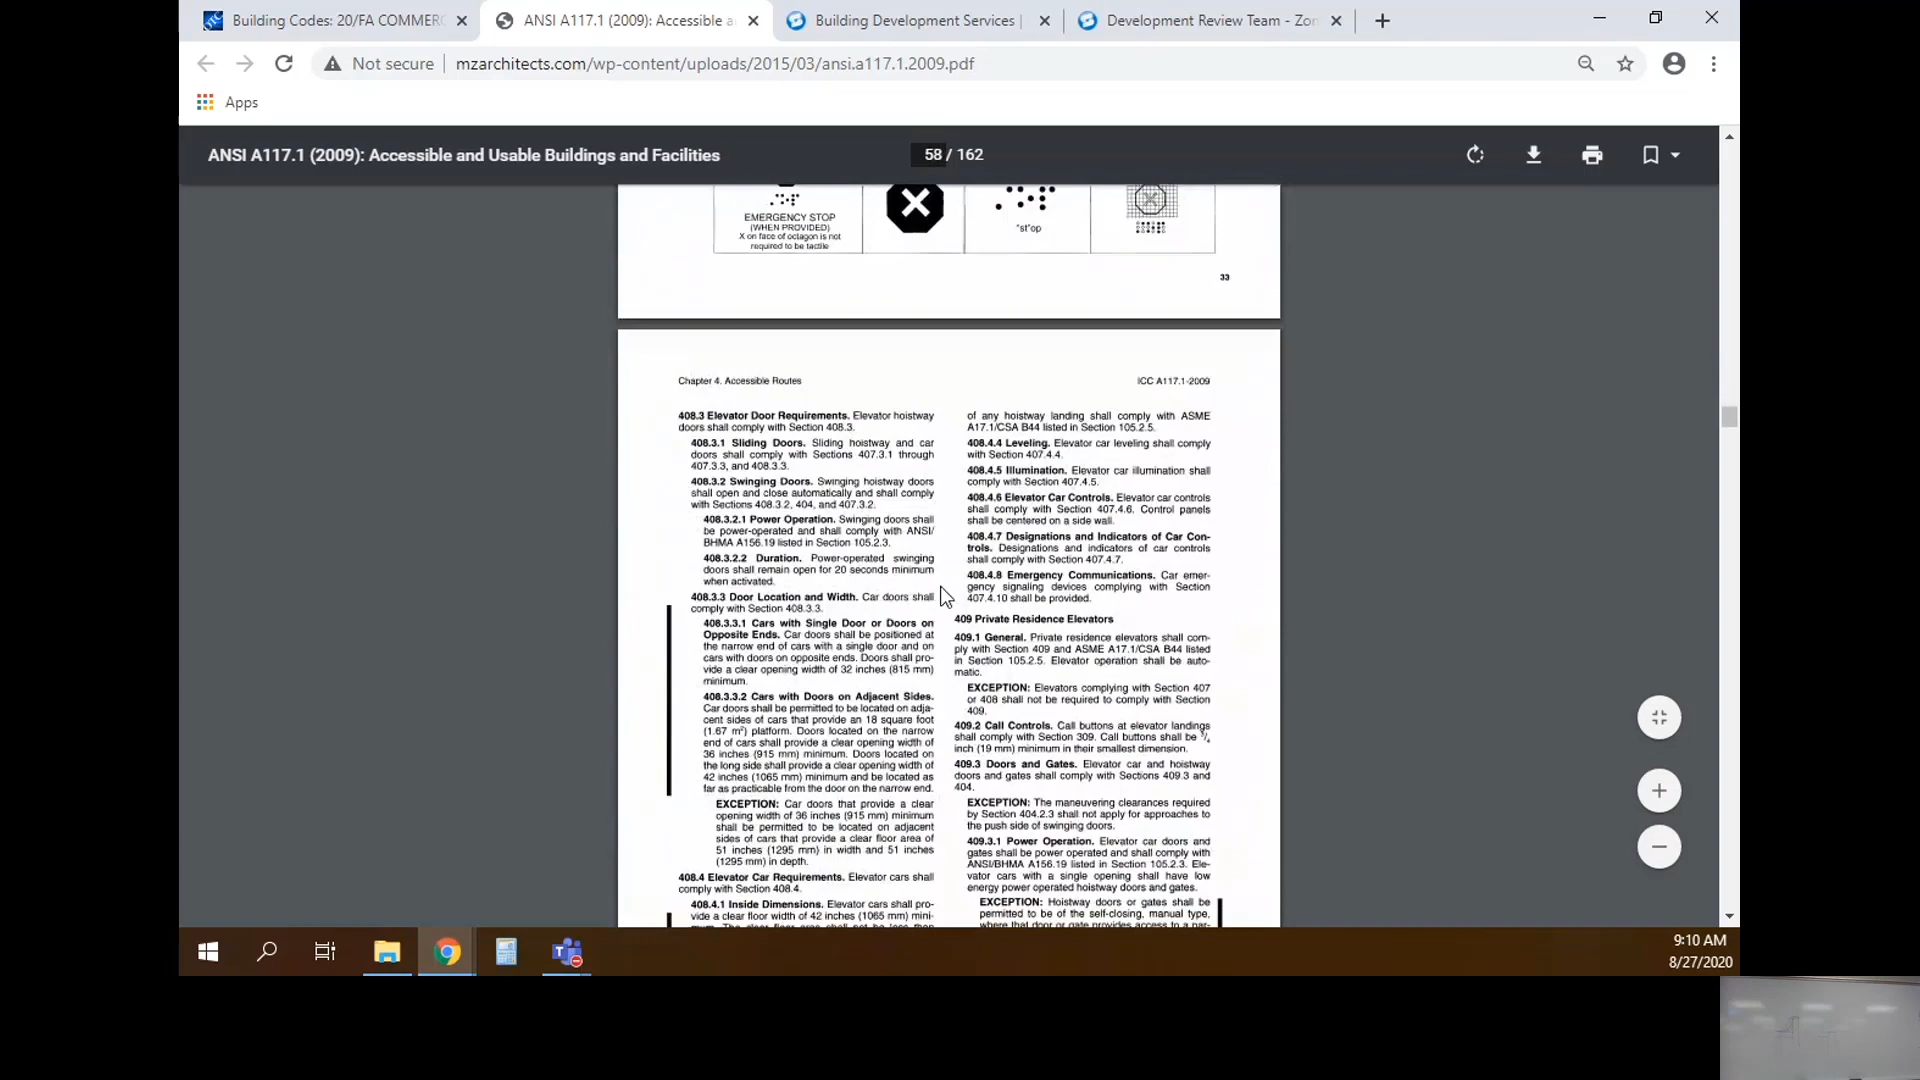 Building Codes: 20/FA COMMERC
ANSI A117.1 (2009): Accessible a
Building Development Services |
Development Review Team - Zon
Not secure
mzarchitects.com/wp-content/uploads/2015/03/ansi.a117.1.2009.pdf
Apps
ANSI A117.1 (2009): Accessible and Usable Buildings and Facilities
58 / 162
EMERGENCY STOP
(WHEN PROVIDED)
X on face of octagon is not
required to be tactile
"st"op
33
Chapter 4. Accessible Routes
ICC A117.1-2009
408.3 Elevator Door Requirements. Elevator hoistway
doors shall comply with Section 408.3.
408.3.1 Sliding Doors. Sliding hoistway and car
doors shall comply with Sections 407.3.1 through
407.3.3, and 408.3.3.
408.3.2 Swinging Doors. Swinging hoistway doors
shall open and close automatically and shall comply
with Sections 408.3.2, 404, and 407.3.2.
408.3.2.1 Power Operation. Swinging doors shall
be power-operated and shall comply with ANSI/
BHMA A156.19 listed in Section 105.2.3.
408.3.2.2 Duration. Power-operated swinging
doors shall remain open for 20 seconds minimum
when activated.
408.3.3 Door Location and Width. Car doors shall
comply with Section 408.3.3.
408.3.3.1 Cars with Single Door or Doors on
Opposite Ends. Car doors shall be positioned at
the narrow end of cars with a single door and on
cars with doors on opposite ends. Doors shall pro-
vide a clear opening width of 32 inches (815 mm)
minimum.
408.3.3.2 Cars with Doors on Adjacent Sides.
Car doors shall be permitted to be located on adja-
cent sides of cars that provide an 18 square foot
(1.67 m²) platform. Doors located on the narrow
end of cars shall provide a clear opening width of
36 inches (915 mm) minimum. Doors located on
the long side shall provide a clear opening width of
42 inches (1065 mm) minimum and be located as
far as practicable from the door on the narrow end.
EXCEPTION: Car doors that provide a clear
opening width of 36 inches (915 mm) minimum
shall be permitted to be located on adjacent
sides of cars that provide a clear floor area of
51 inches (1295 mm) in width and 51 inches
(1295 mm) in depth.
408.4 Elevator Car Requirements. Elevator cars shall
comply with Section 408.4.
408.4.1 Inside Dimensions. Elevator cars shall pro-
vide a clear floor width of 42 inches (1065 mm) mini-
mum. The clear floor area shall not be less than
of any hoistway landing shall comply with ASME
A17.1/CSA B44 listed in Section 105.2.5.
408.4.4 Leveling. Elevator car leveling shall comply
with Section 407.4.4.
408.4.5 Illumination. Elevator car illumination shall
comply with Section 407.4.5.
408.4.6 Elevator Car Controls. Elevator car controls
shall comply with Section 407.4.6. Control panels
shall be centered on a side wall.
408.4.7 Designations and Indicators of Car Con-
trols. Designations and indicators of car controls
shall comply with Section 407.4.7.
408.4.8 Emergency Communications. Car emer-
gency signaling devices complying with Section
407.4.10 shall be provided.
409 Private Residence Elevators
409.1 General. Private residence elevators shall com-
ply with Section 409 and ASME A17.1/CSA B44 listed
in Section 105.2.5. Elevator operation shall be auto-
matic.
EXCEPTION: Elevators complying with Section 407
or 408 shall not be required to comply with Section
409.
409.2 Call Controls. Call buttons at elevator landings
shall comply with Section 309. Call buttons shall be 3/4
inch (19 mm) minimum in their smallest dimension.
409.3 Doors and Gates. Elevator car and hoistway
doors and gates shall comply with Sections 409.3 and
404.
EXCEPTION: The maneuvering clearances required
by Section 404.2.3 shall not apply for approaches to
the push side of swinging doors.
409.3.1 Power Operation. Elevator car doors and
gates shall be power operated and shall comply with
ANSI/BHMA A156.19 listed in Section 105.2.3. Ele-
vator cars with a single opening shall have low
energy power operated hoistway doors and gates.
EXCEPTION: Hoistway doors or gates shall be
permitted to be of the self-closing, manual type,
where that door or gate provides access to a nar-
9:10 AM
8/27/2020